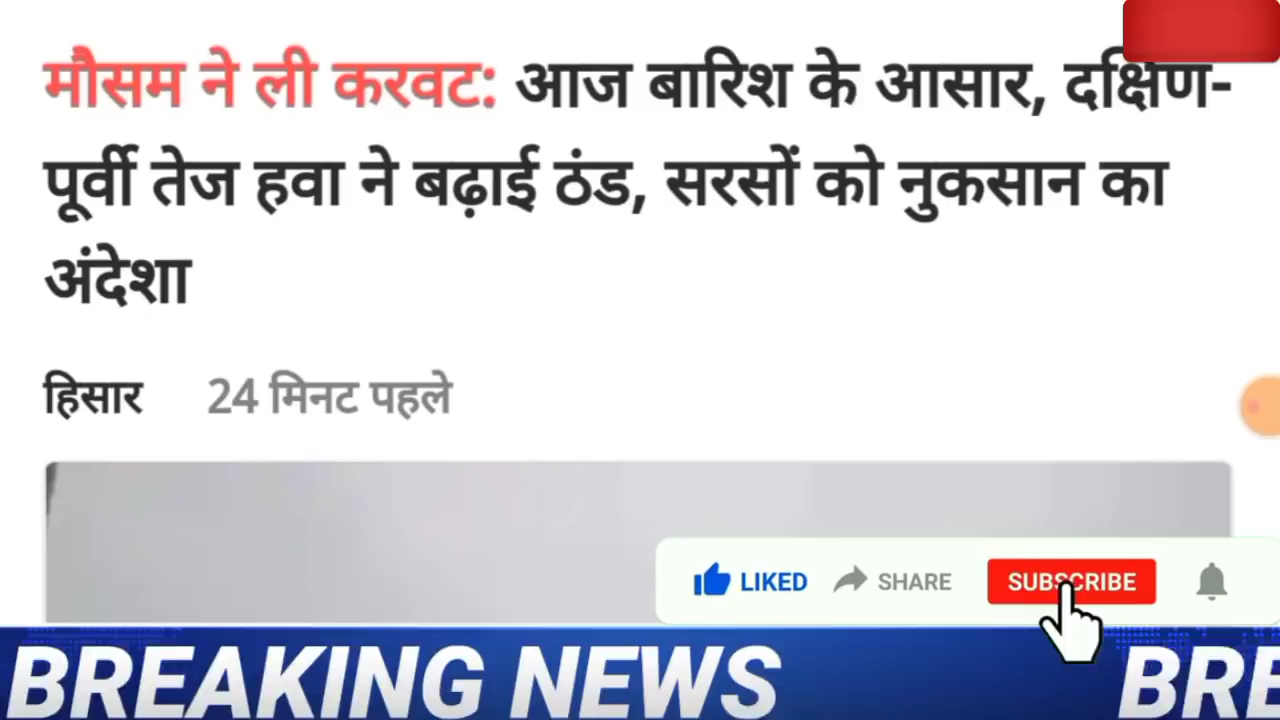 मौसम ने ली करवट: आज बारिश के आसार, दक्षिण-
पूर्वी तेज हवा ने बढ़ाई ठंड, सरसों को नुकसान का
अंदेशा
हिसार 24 मिनट पहले
LIKED SHARE SUBSCRIBE
BREAKING NEWS BRE